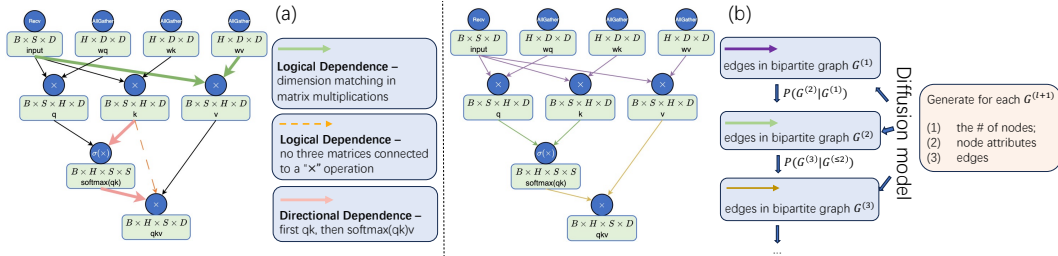 (a)
Recv AllGather AllGather AllGather
B × S × D D × H × D D × H × D D × H × D
input wq wk wv
× × ×
B × S × H × D B × S × H × D B × S × H × D
q k v
σ(×)
B × H × S × S
softmax(qk)
×
B × H × S × D
qkv
Logical Dependence –
dimension matching in
matrix multiplications
Logical Dependence –
no three matrices connected
to a “×” operation
Directional Dependence –
first qk, then softmax(qk)v
(b)
Recv AllGather AllGather AllGather
B × S × D D × H × D D × H × D D × H × D
input wq wk wv
× × ×
B × S × H × D B × S × H × D B × S × H × D
q k v
σ(×)
B × H × S × S
softmax(qk)
×
B × H × S × D
qkv
edges in bipartite graph G⁽¹⁾
P(G⁽²⁾|G⁽¹⁾)
edges in bipartite graph G⁽²⁾
P(G⁽³⁾|G⁽≤²⁾)
edges in bipartite graph G⁽³⁾
...
Diffusion model
Generate for each G⁽ˡ⁺¹⁾
(1) the # of nodes;
(2) node attributes
(3) edges